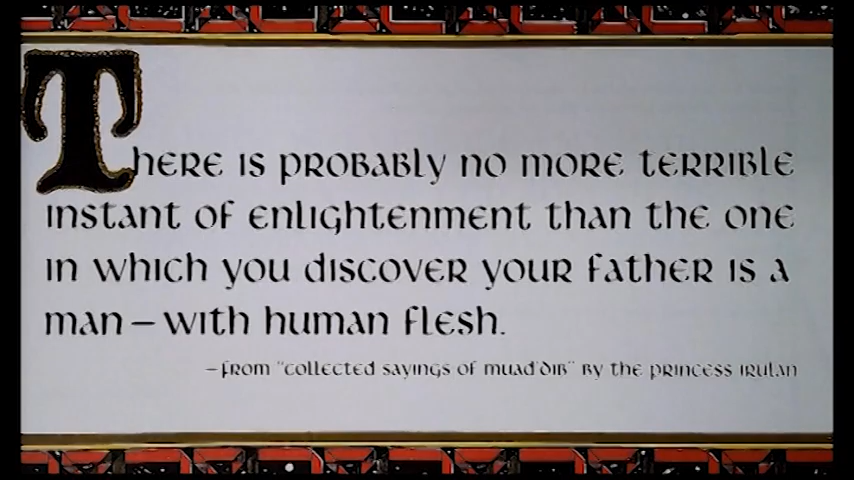 There is probably no more terrible
instant of enlightenment than the one
in which you discover your father is a
man – with human flesh.
–from "collected sayings of muad'dib" by the princess irulan